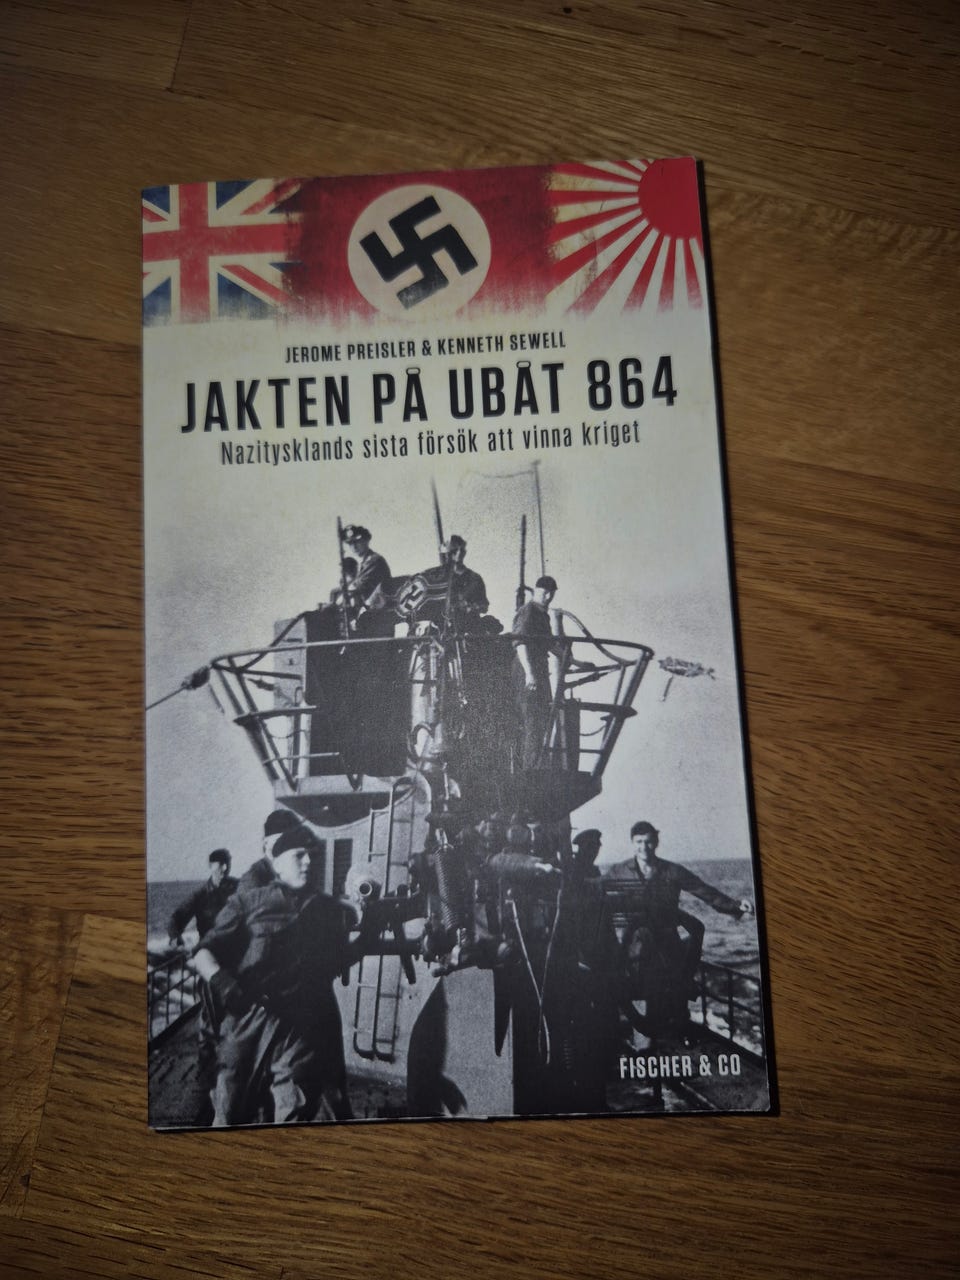 JEROME PREISLER & KENNETH SEWELL
JAKTEN PÅ UBÅT 864
Nazitysklands sista försök att vinna kriget
FISCHER & CO